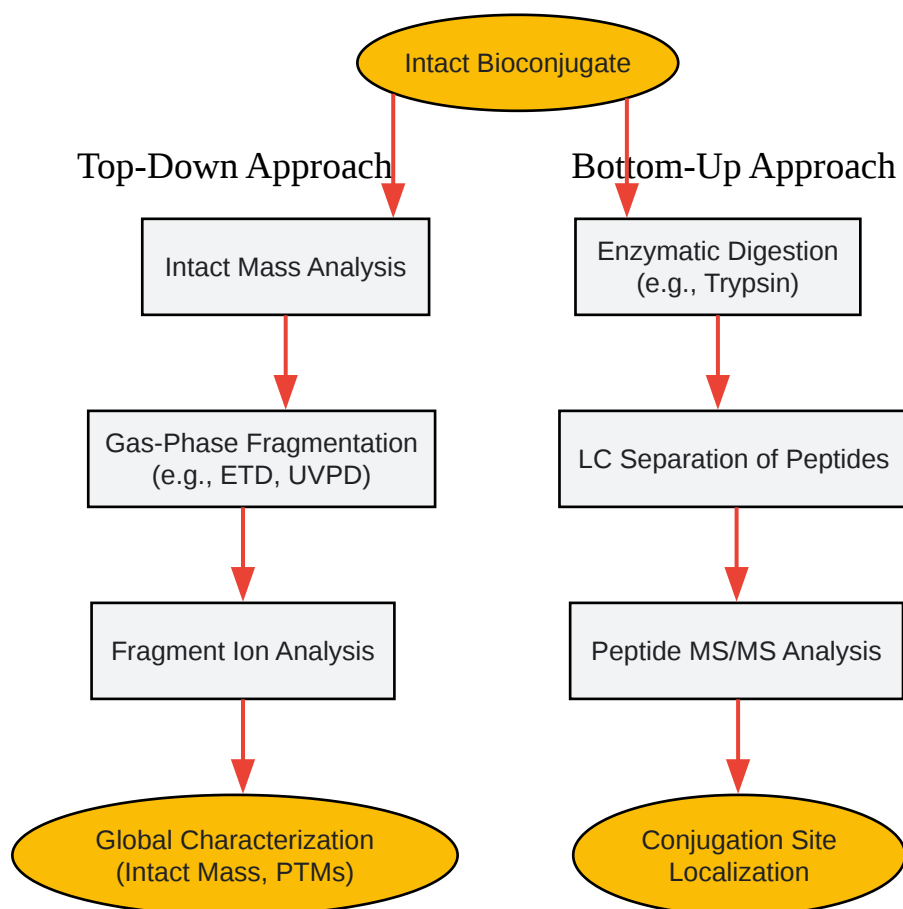 Intact Bioconjugate
Top-Down Approach
Bottom-Up Approach
Intact Mass Analysis
Enzymatic Digestion
(e.g., Trypsin)
Gas-Phase Fragmentation
(e.g., ETD, UVPD)
LC Separation of Peptides
Fragment Ion Analysis
Peptide MS/MS Analysis
Global Characterization
(Intact Mass, PTMs)
Conjugation Site
Localization